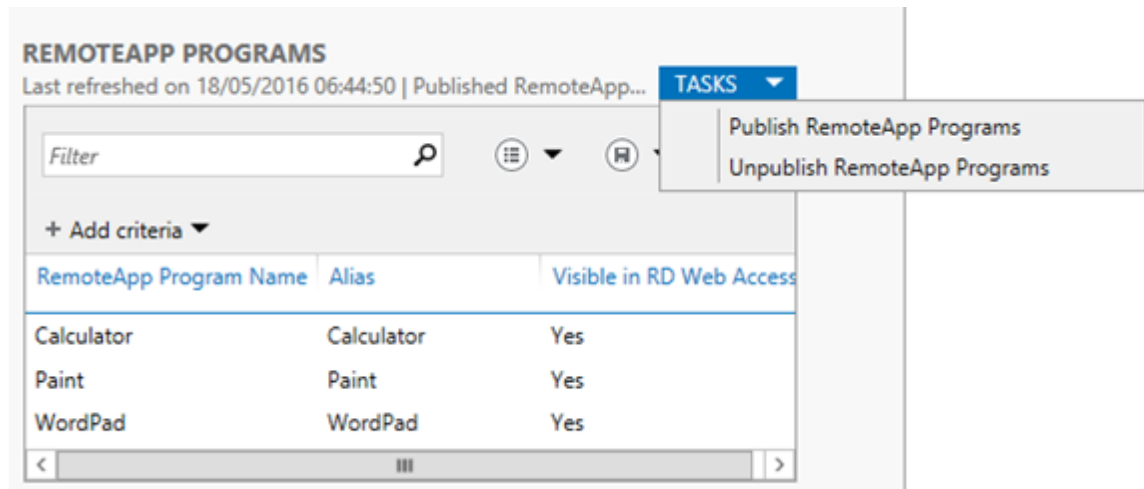 REMOTEAPP PROGRAMS
Last refreshed on 18/05/2016 06:44:50 | Published RemoteApp...
TASKS
Publish RemoteApp Programs
Unpublish RemoteApp Programs
Filter
+ Add criteria
RemoteApp Program Name Alias Visible in RD Web Access
Calculator Calculator Yes
Paint Paint Yes
WordPad WordPad Yes